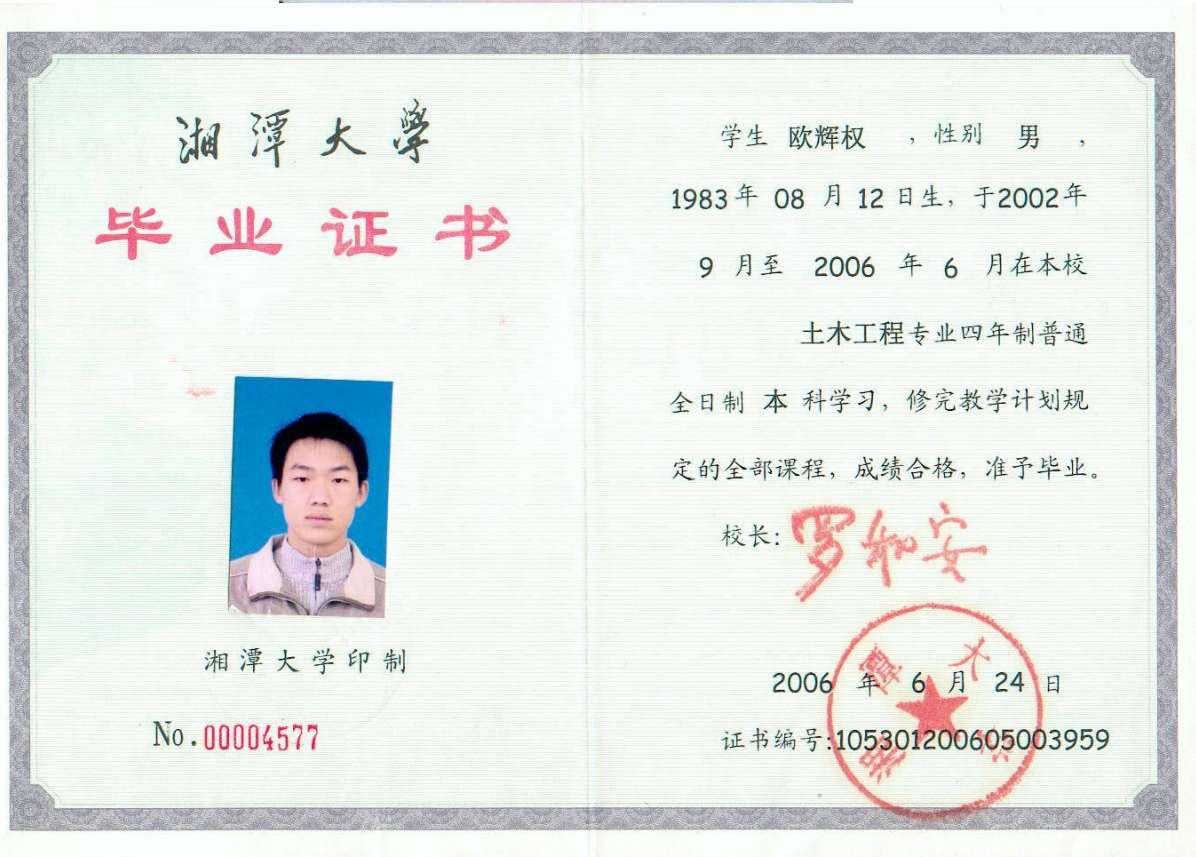 湘潭大學
毕业证书
湘潭大学印制
No.00004577
学生 欧辉权 ,性别 男 ,
1983年 08 月 12 日生, 于2002年
9 月至 2006 年 6 月在本校
土木工程专业四年制普通
全日制 本 科学习, 修完教学计划规
定的全部课程, 成绩合格, 准予毕业。
校长: 罗和安
2006 年 6 月 24 日
证书编号:105301200605003959
湘潭大学